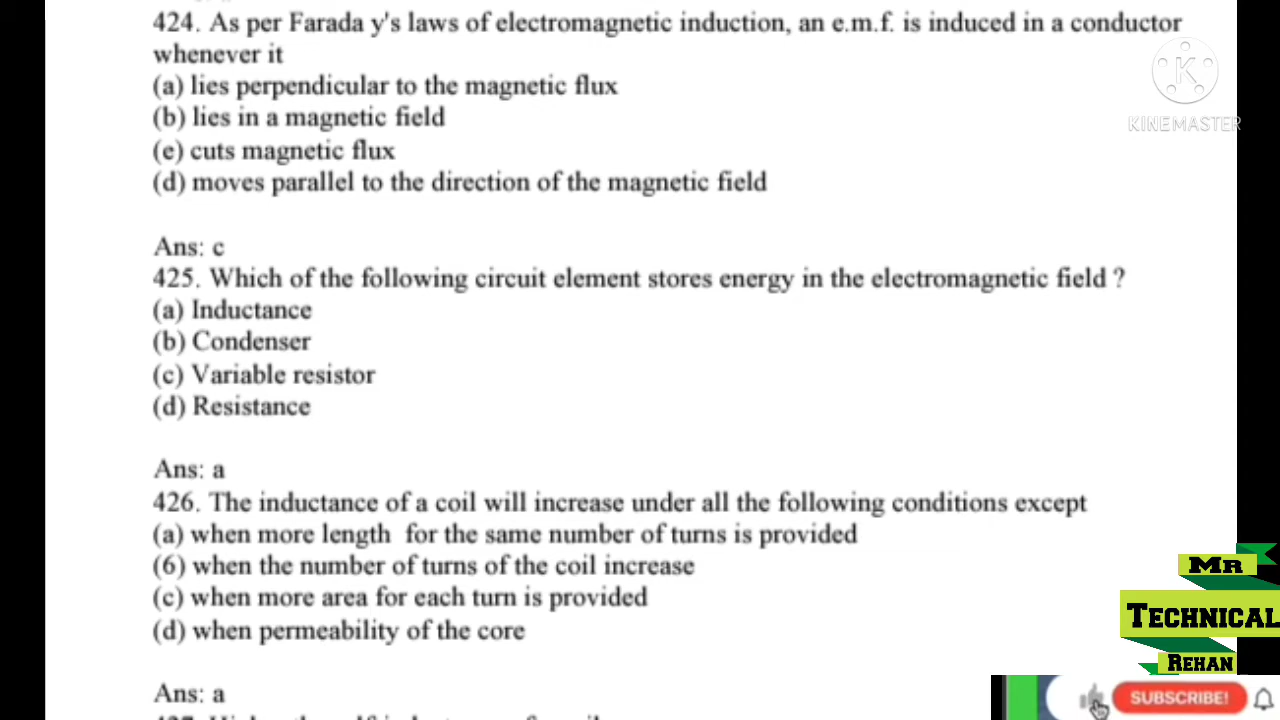 424. As per Farada y's laws of electromagnetic induction, an e.m.f. is induced in a conductor
whenever it
(a) lies perpendicular to the magnetic flux
(b) lies in a magnetic field
(e) cuts magnetic flux
(d) moves parallel to the direction of the magnetic field
Ans: c
425. Which of the following circuit element stores energy in the electromagnetic field ?
(a) Inductance
(b) Condenser
(c) Variable resistor
(d) Resistance
Ans: a
426. The inductance of a coil will increase under all the following conditions except
(a) when more length for the same number of turns is provided
(6) when the number of turns of the coil increase
(c) when more area for each turn is provided
(d) when permeability of the core
Ans: a
K
KINEMASTER
MR
TECHNICAL
REHAN
SUBSCRIBE!